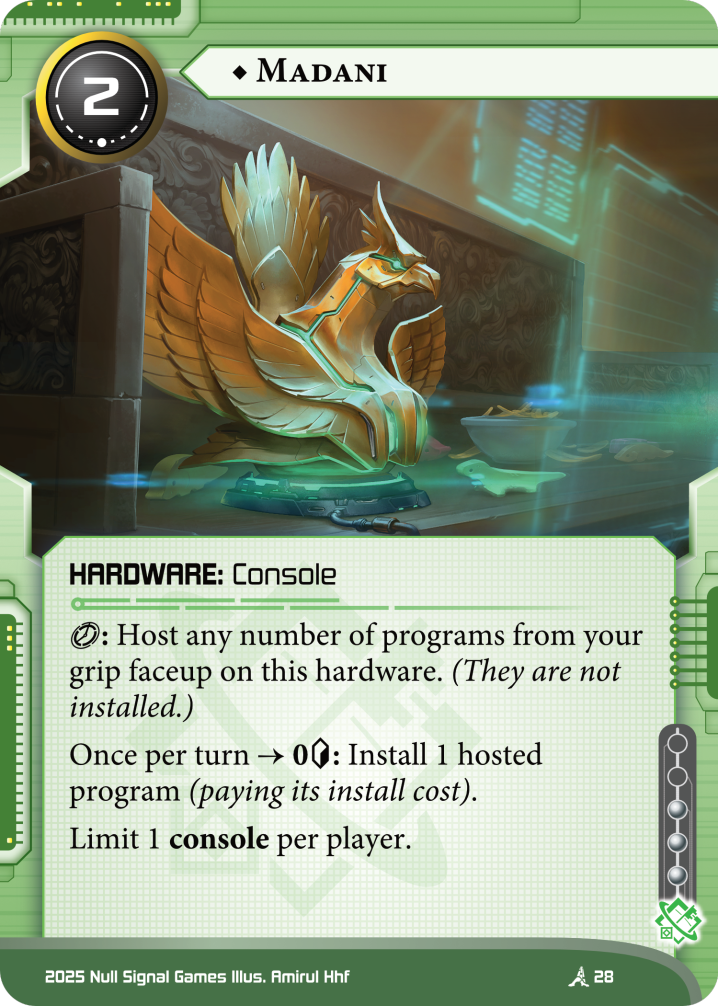 2
◆ Madani
HARDWARE: Console
: Host any number of programs from your
grip faceup on this hardware. (They are not
installed.)
Once per turn → 0: Install 1 hosted
program (paying its install cost).
Limit 1 console per player.
2025 Null Signal Games Illus. Amirul Hhf
28